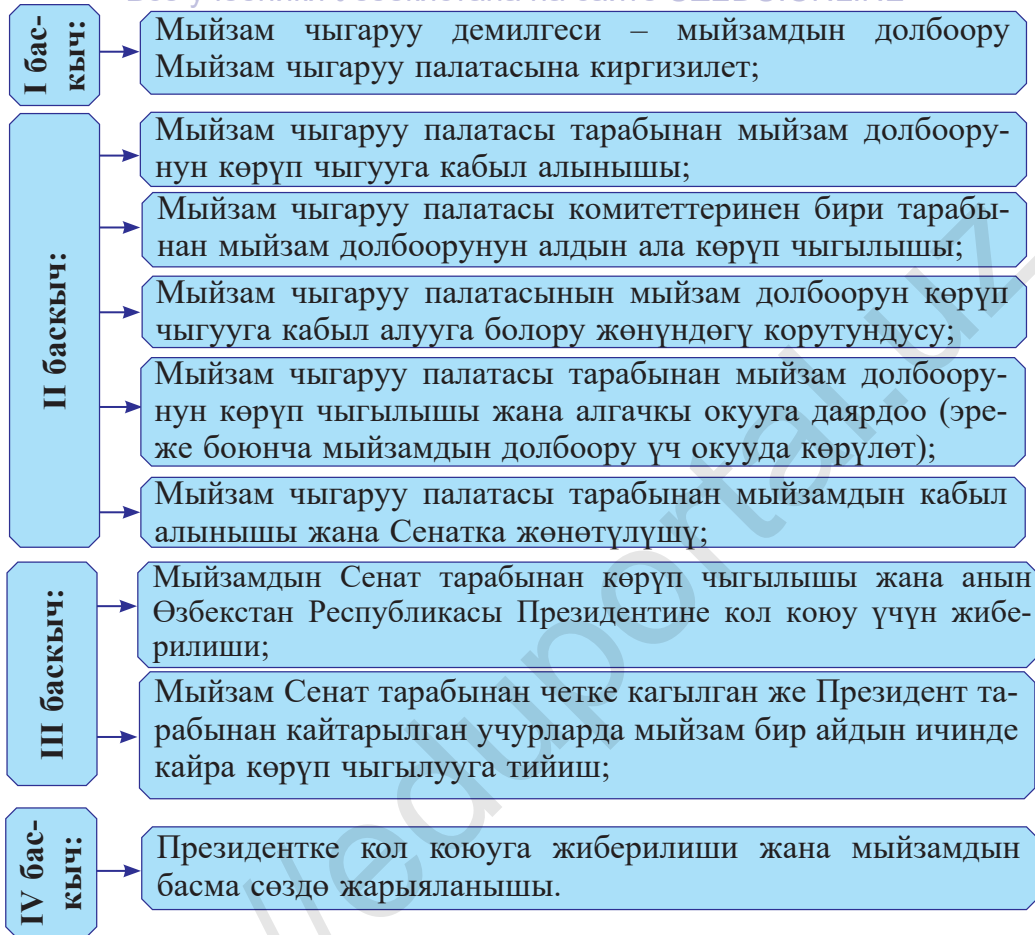 I бас-
кыч:
Мыйзам чыгаруу демилгеси – мыйзамдын долбоору
Мыйзам чыгаруу палатасына киргизилет;
II баскыч:
Мыйзам чыгаруу палатасы тарабынан мыйзам долбоору-
нун көрүп чыгууга кабыл алынышы;
Мыйзам чыгаруу палатасы комитеттеринен бири тарабы-
нан мыйзам долбоорунун алдын ала көрүп чыгылышы;
Мыйзам чыгаруу палатасынын мыйзам долбоорун көрүп
чыгууга кабыл алууга болору жөнүндөгү корутундусу;
Мыйзам чыгаруу палатасы тарабынан мыйзам долбоору-
нун көрүп чыгылышы жана алгачкы окууга даярдоо (эре-
же боюнча мыйзамдын долбоору үч окууда көрүлөт);
Мыйзам чыгаруу палатасы тарабынан мыйзамдын кабыл
алынышы жана Сенатка жөнөтүлүшү;
III баскыч:
Мыйзамдын Сенат тарабынан көрүп чыгылышы жана анын
Өзбекстан Республикасы Президентине кол коюу үчүн жибе-
рилиши;
Мыйзам Сенат тарабынан четке кагылган же Президент та-
рабынан кайтарылган учурларда мыйзам бир айдын ичинде
кайра көрүп чыгылууга тийиш;
IV бас-
кыч:
Президентке кол коюуга жиберилиши жана мыйзамдын
басма сөздө жарыяланышы.
//eduportal.uz